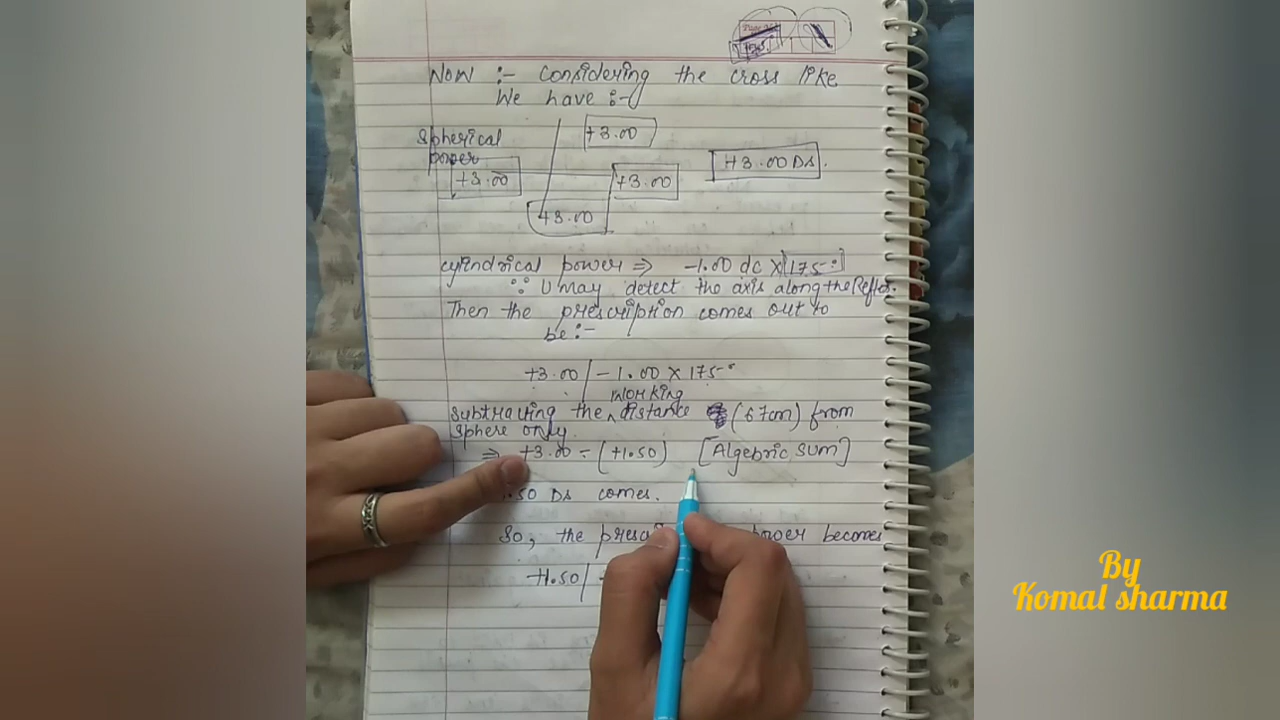 Now :- Considering the cross like
We have :-
Spherical
power
+3.00
+3.00
+3.00
+3.00
+3.00 DS.
cylindrical power ⇒ -1.00 dc × 175°
∵ U may detect the axis along the Reflex.
Then the prescription comes out to
be :-
+3.00 / -1.00 × 175°
working
Subtracting the ^ distance (67cm) from
sphere only.
⇒ +3.00 - (+1.50) [Algebric sum]
.50 DS comes.
So, the power becomes
+1.50 /
By
Komal sharma